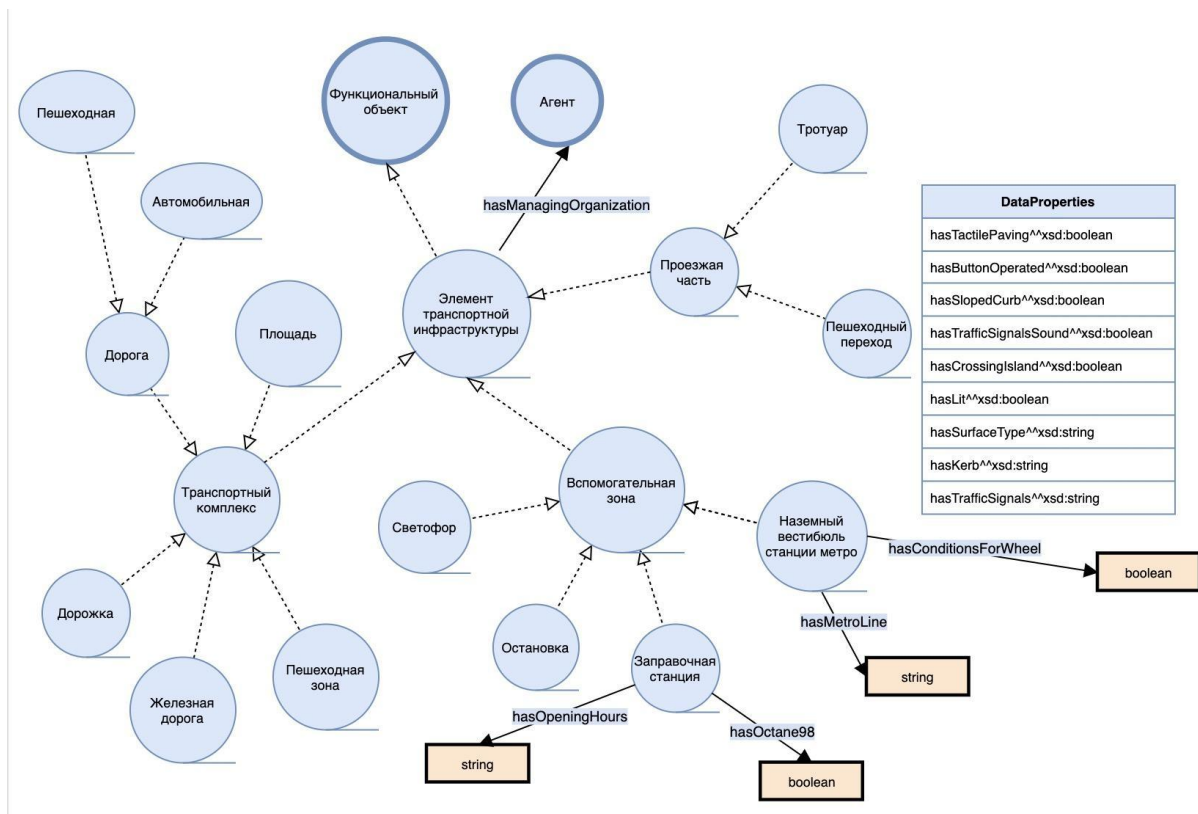 Функциональный
объект
Агент
Пешеходная
Тротуар
Автомобильная
hasManagingOrganization
DataProperties
hasTactilePaving^^xsd:boolean
hasButtonOperated^^xsd:boolean
hasSlopedCurb^^xsd:boolean
hasTrafficSignalsSound^^xsd:boolean
hasCrossingIsland^^xsd:boolean
hasLit^^xsd:boolean
hasSurfaceType^^xsd:string
hasKerb^^xsd:string
hasTrafficSignals^^xsd:string
Проезжая
часть
Элемент
транспортной
инфраструктуры
Площадь
Дорога
Пешеходный
переход
Транспортный
комплекс
Вспомогательная
зона
Светофор
Наземный
вестибюль
станции метро
hasConditionsForWheel
boolean
hasMetroLine
string
Дорожка
Железная
дорога
Пешеходная
зона
Остановка
Заправочная
станция
hasOpeningHours
string
hasOctane98
boolean